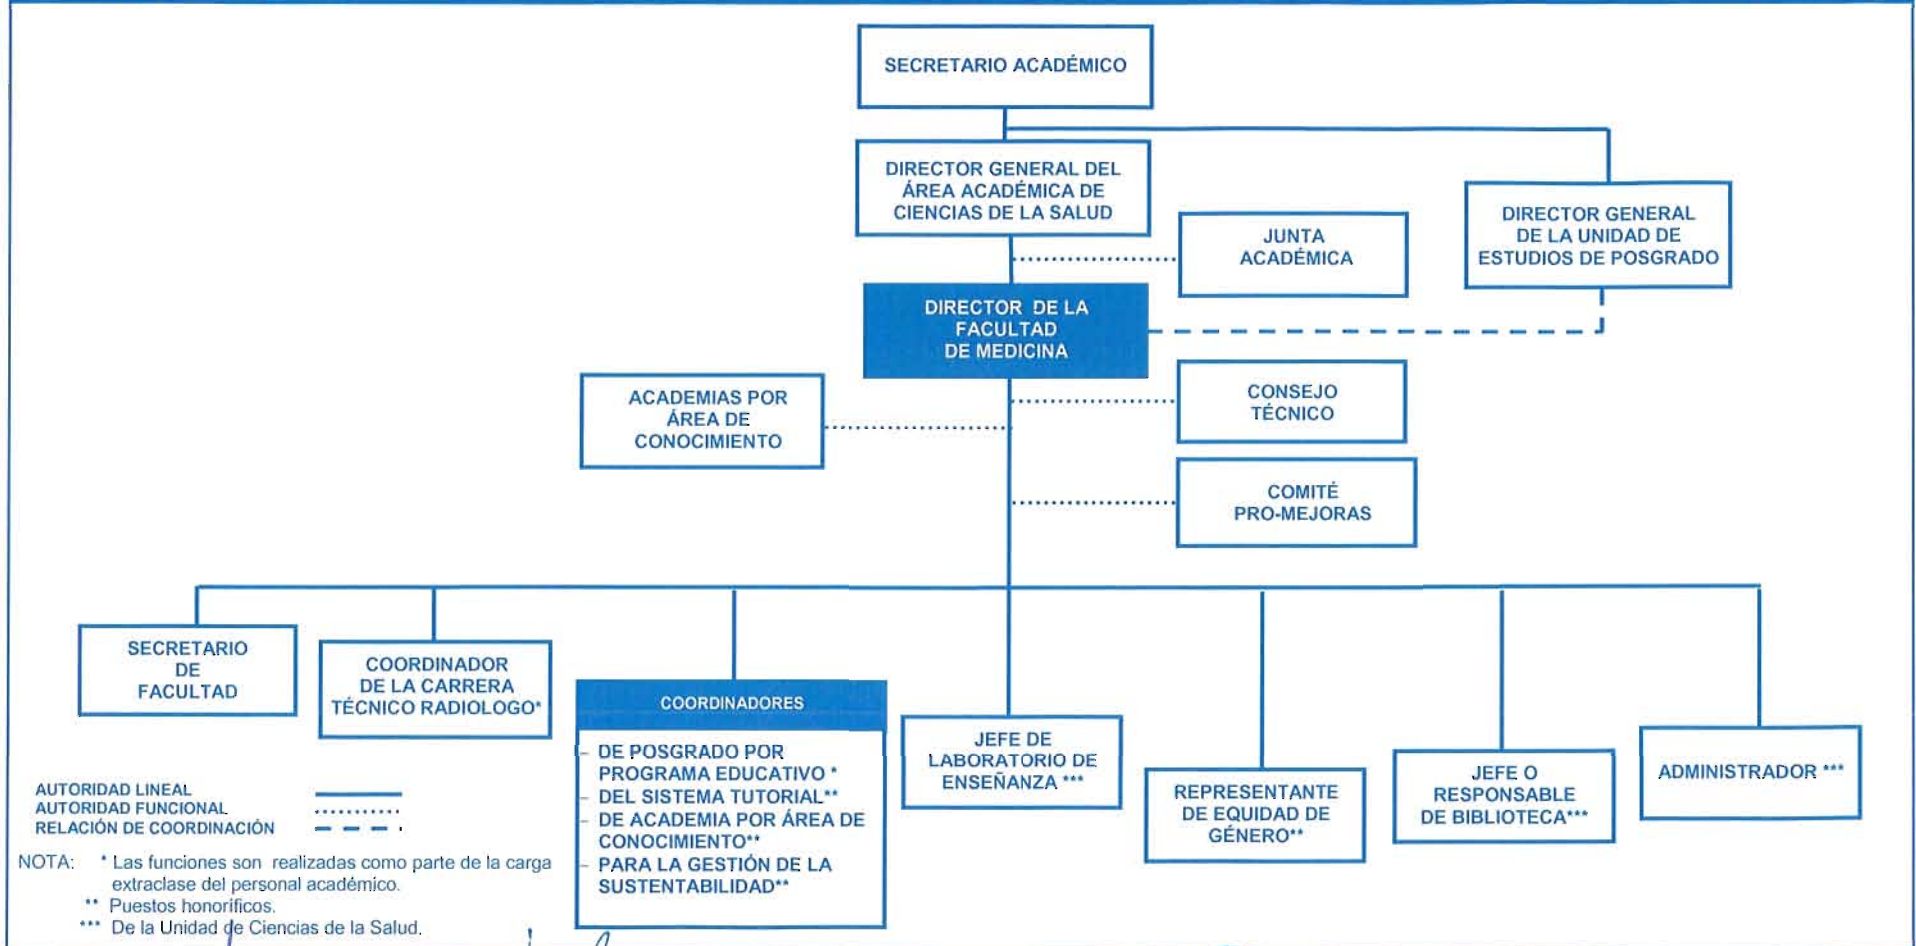 SECRETARIO ACADÉMICO
DIRECTOR GENERAL DEL
ÁREA ACADÉMICA DE
CIENCIAS DE LA SALUD
DIRECTOR GENERAL
DE LA UNIDAD DE
ESTUDIOS DE POSGRADO
JUNTA
ACADÉMICA
DIRECTOR DE LA
FACULTAD
DE MEDICINA
ACADEMIAS POR
ÁREA DE
CONOCIMIENTO
CONSEJO
TÉCNICO
COMITÉ
PRO-MEJORAS
SECRETARIO
DE
FACULTAD
COORDINADOR
DE LA CARRERA
TÉCNICO RADIOLOGO*
COORDINADORES
- DE POSGRADO POR
PROGRAMA EDUCATIVO *
- DEL SISTEMA TUTORIAL**
- DE ACADEMIA POR ÁREA DE
CONOCIMIENTO**
- PARA LA GESTIÓN DE LA
SUSTENTABILIDAD**
JEFE DE
LABORATORIO DE
ENSEÑANZA ***
REPRESENTANTE
DE EQUIDAD DE
GÉNERO**
JEFE O
RESPONSABLE
DE BIBLIOTECA***
ADMINISTRADOR ***
AUTORIDAD LINEAL
AUTORIDAD FUNCIONAL
RELACIÓN DE COORDINACIÓN
NOTA: * Las funciones son realizadas como parte de la carga
extraclase del personal académico.
** Puestos honoríficos.
*** De la Unidad de Ciencias de la Salud.